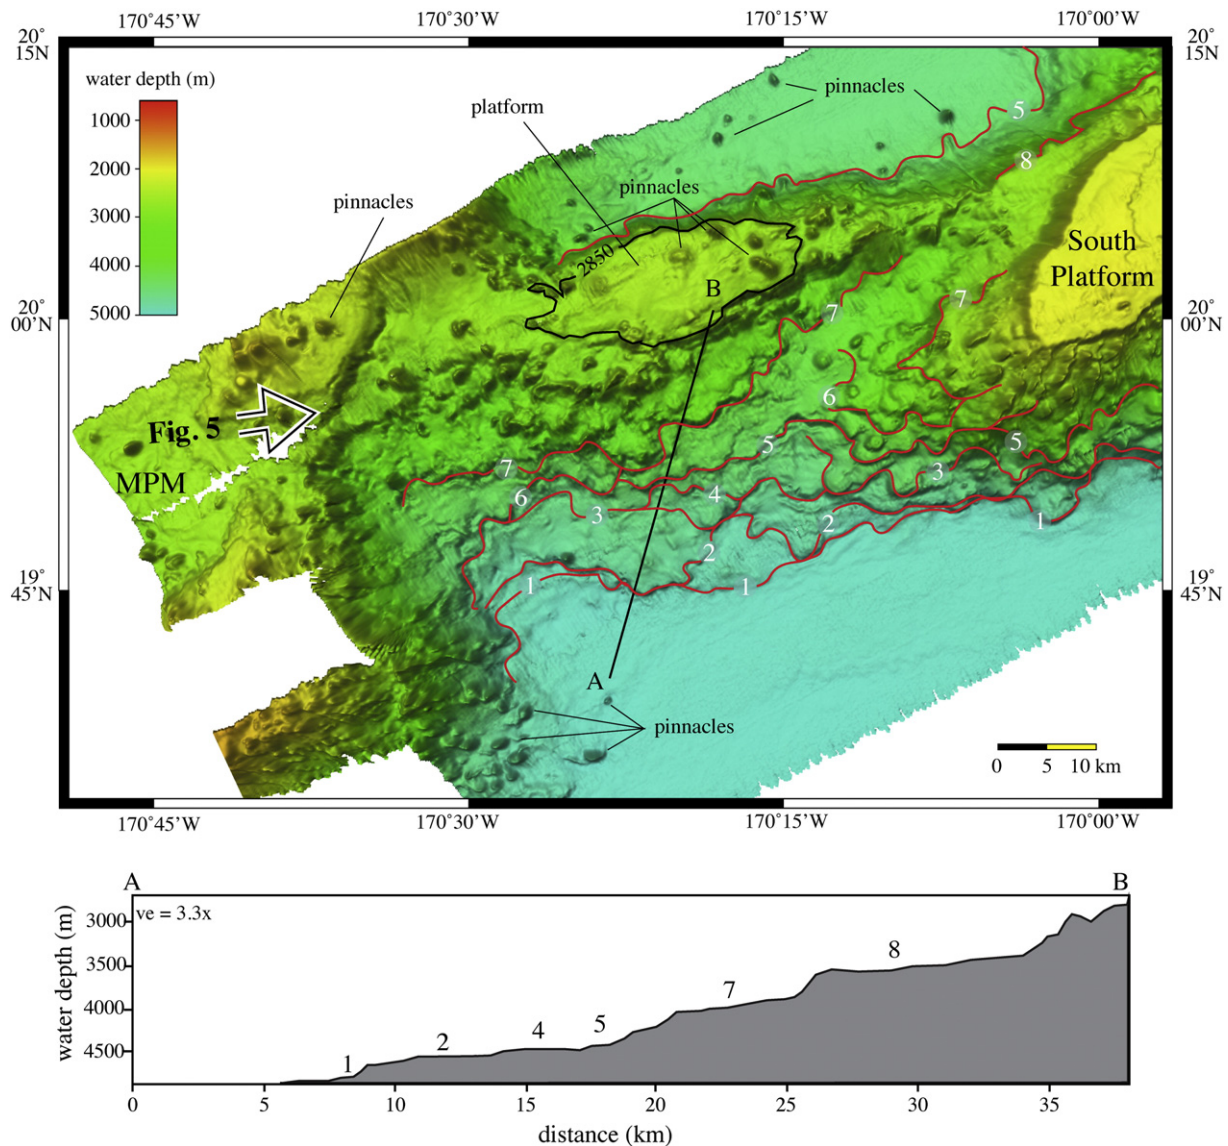 170°45'W 170°30'W 170°15'W 170°00'W
20° 15'N
20° 15'N
water depth (m)
1000
2000
3000
4000
5000
platform
pinnacles
pinnacles
pinnacles
5
8
2850
B
South
Platform
7
7
20° 00'N
20° 00'N
6
Fig. 5
MPM
7
5
5
6
4
3
3
2
2
1
1
1
19° 45'N
19° 45'N
A
pinnacles
0 5 10 km
170°45'W 170°30'W 170°15'W 170°00'W
A B
ve = 3.3x
water depth (m)
3000
3500
4000
4500
1 2 4 5 7 8
0 5 10 15 20 25 30 35
distance (km)